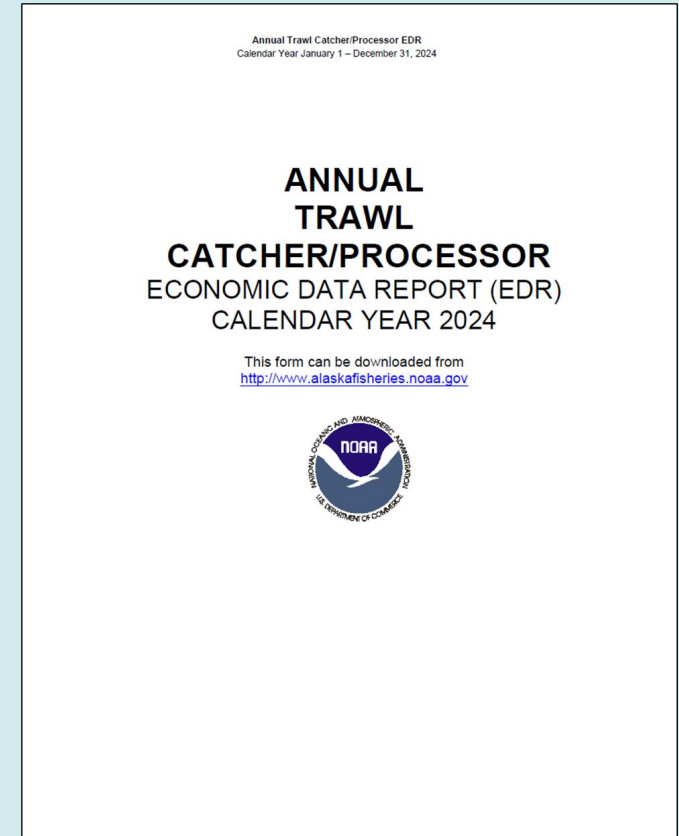 Annual Trawl Catcher/Processor EDR
Calendar Year January 1 – December 31, 2024
ANNUAL
TRAWL
CATCHER/PROCESSOR
ECONOMIC DATA REPORT (EDR)
CALENDAR YEAR 2024
This form can be downloaded from
http://www.alaskafisheries.noaa.gov
NATIONAL OCEANIC AND ATMOSPHERIC ADMINISTRATION
NOAA
U.S. DEPARTMENT OF COMMERCE